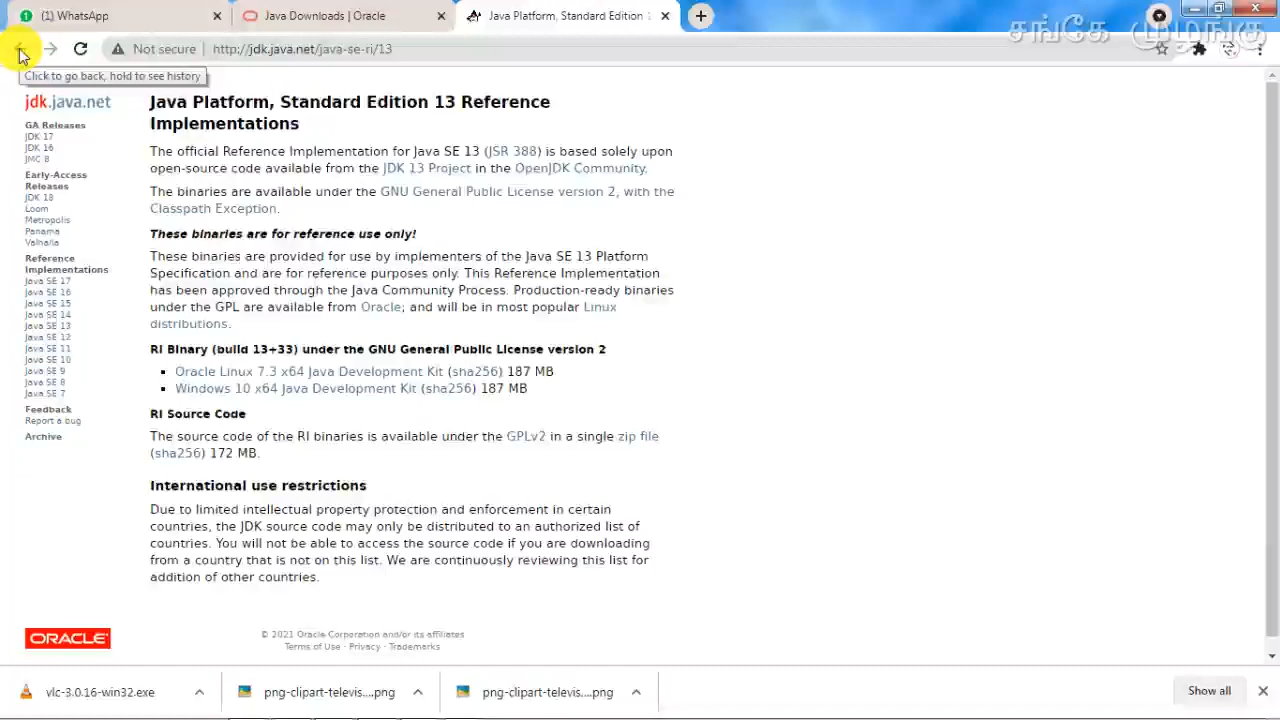 (1) WhatsApp
Java Downloads | Oracle
Java Platform, Standard Edition
சங்கே முழங்கு
Not secure | http://jdk.java.net/java-se-ri/13
Click to go back, hold to see history
jdk.java.net
GA Releases
JDK 17
JDK 16
JMC 8
Early-Access
Releases
JDK 18
Loom
Metropolis
Panama
Valhalla
Reference
Implementations
Java SE 17
Java SE 16
Java SE 15
Java SE 14
Java SE 13
Java SE 12
Java SE 11
Java SE 10
Java SE 9
Java SE 8
Java SE 7
Feedback
Report a bug
Archive
Java Platform, Standard Edition 13 Reference
Implementations
The official Reference Implementation for Java SE 13 (JSR 388) is based solely upon
open-source code available from the JDK 13 Project in the OpenJDK Community.
The binaries are available under the GNU General Public License version 2, with the
Classpath Exception.
These binaries are for reference use only!
These binaries are provided for use by implementers of the Java SE 13 Platform
Specification and are for reference purposes only. This Reference Implementation
has been approved through the Java Community Process. Production-ready binaries
under the GPL are available from Oracle; and will be in most popular Linux
distributions.
RI Binary (build 13+33) under the GNU General Public License version 2
Oracle Linux 7.3 x64 Java Development Kit (sha256) 187 MB
Windows 10 x64 Java Development Kit (sha256) 187 MB
RI Source Code
The source code of the RI binaries is available under the GPLv2 in a single zip file
(sha256) 172 MB.
International use restrictions
Due to limited intellectual property protection and enforcement in certain
countries, the JDK source code may only be distributed to an authorized list of
countries. You will not be able to access the source code if you are downloading
from a country that is not on this list. We are continuously reviewing this list for
addition of other countries.
ORACLE
© 2021 Oracle Corporation and/or its affiliates
Terms of Use · Privacy · Trademarks
vlc-3.0.16-win32.exe
png-clipart-televis....png
png-clipart-televis....png
Show all